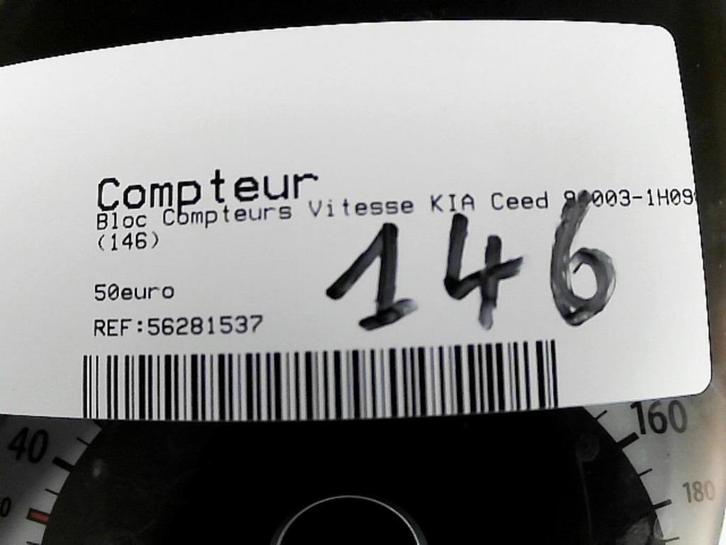 Compteur
Bloc Compteurs Vitesse KIA Ceed
(146)
146
50euro
REF:56281537
40
160
180